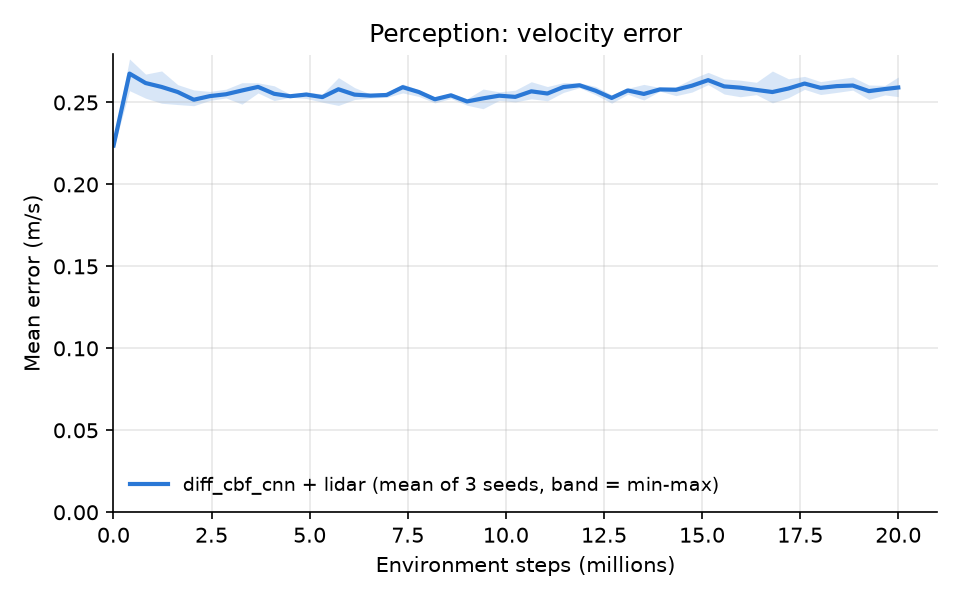 Perception: velocity error
Mean error (m/s)
0.25
0.20
0.15
0.10
0.05
0.00
diff_cbf_cnn + lidar (mean of 3 seeds, band = min-max)
0.0 2.5 5.0 7.5 10.0 12.5 15.0 17.5 20.0
Environment steps (millions)